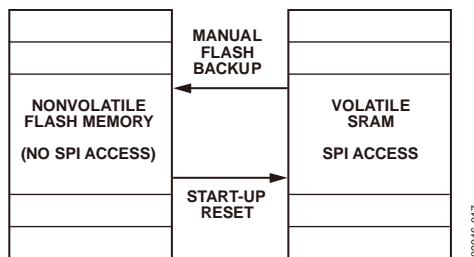 MANUAL
FLASH
BACKUP
NONVOLATILE
FLASH MEMORY
(NO SPI ACCESS)
VOLATILE
SRAM
SPI ACCESS
START-UP
RESET